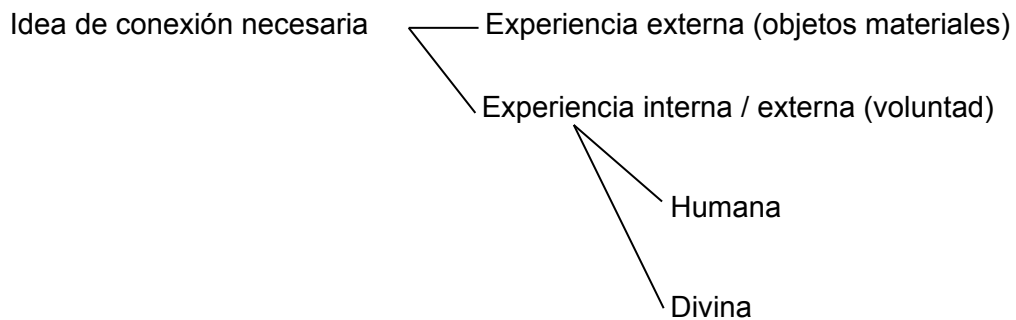 Idea de conexión necesaria
Experiencia externa (objetos materiales)
Experiencia interna / externa (voluntad)
Humana
Divina